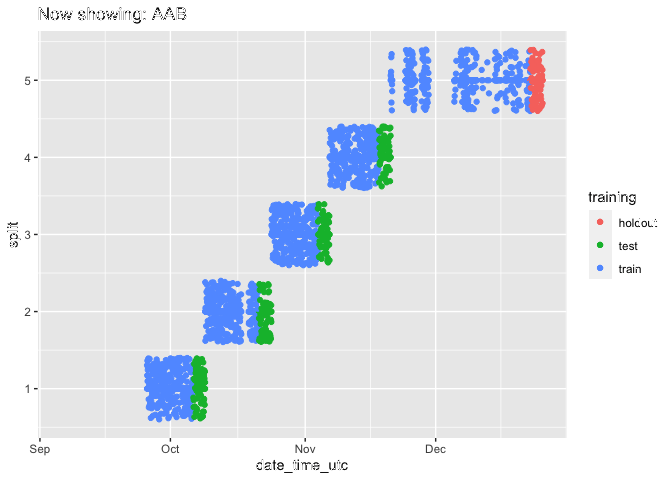 Now showing: AAB
split
5
4
3
2
1
Sep Oct Nov Dec
date_time_utc
training
holdout
test
train